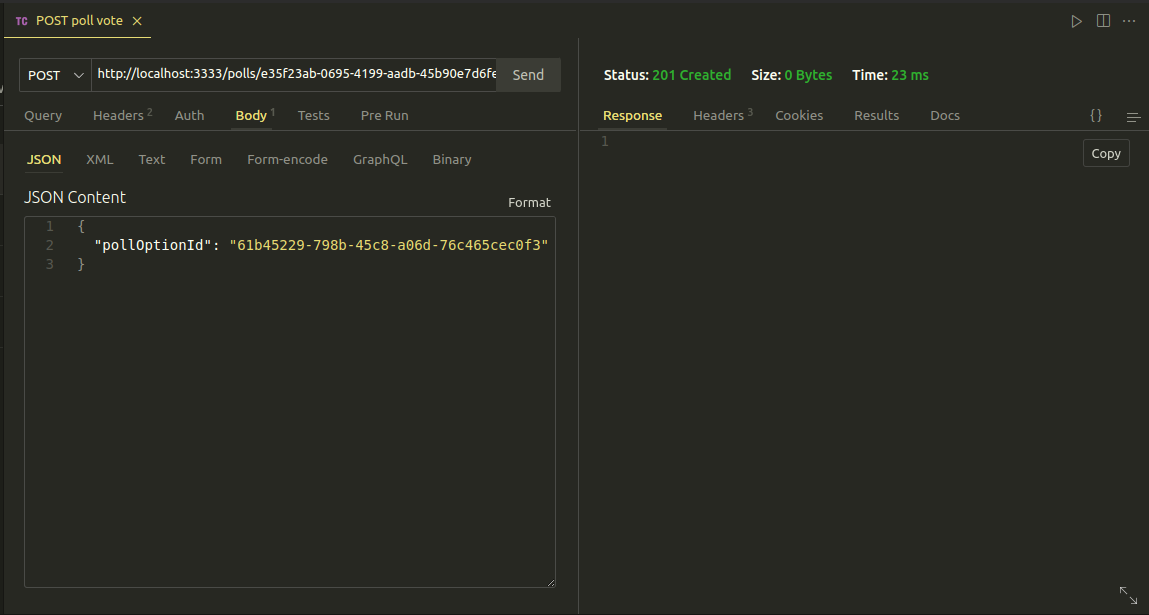 TC POST poll vote
POST http://localhost:3333/polls/e35f23ab-0695-4199-aadb-45b90e7d6fe Send
Query Headers 2 Auth Body 1 Tests Pre Run
JSON XML Text Form Form-encode GraphQL Binary
JSON Content
Format
1 {
2 "pollOptionId": "61b45229-798b-45c8-a06d-76c465cec0f3"
3 }
Status: 201 Created Size: 0 Bytes Time: 23 ms
Response Headers 3 Cookies Results Docs {}
1
Copy